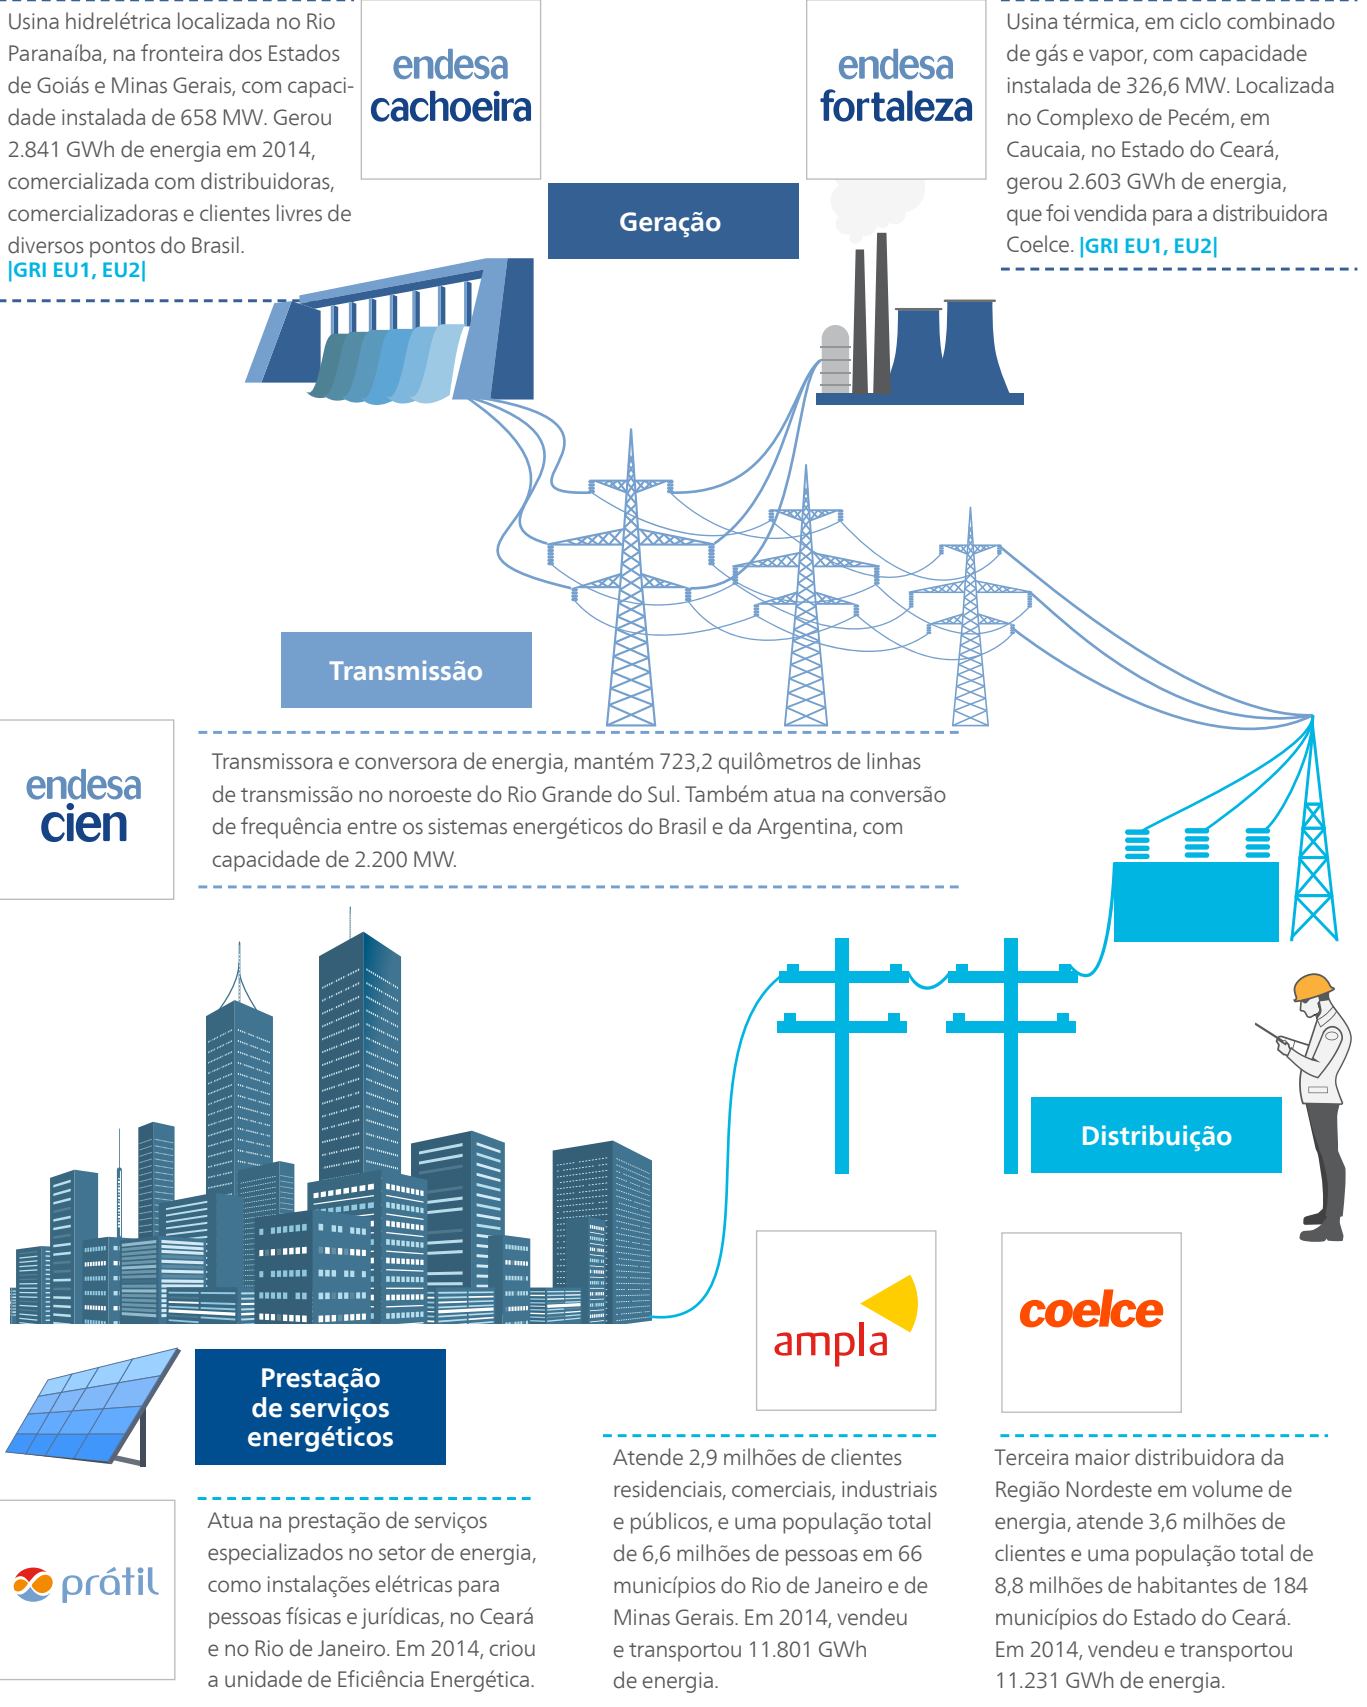 Usina hidrelétrica localizada no Rio
Paranaíba, na fronteira dos Estados
de Goiás e Minas Gerais, com capaci-
dade instalada de 658 MW. Gerou
2.841 GWh de energia em 2014,
comercializada com distribuidoras,
comercializadoras e clientes livres de
diversos pontos do Brasil.
|GRI EU1, EU2|
endesa
cachoeira
Geração
endesa
fortaleza
Usina térmica, em ciclo combinado
de gás e vapor, com capacidade
instalada de 326,6 MW. Localizada
no Complexo de Pecém, em
Caucaia, no Estado do Ceará,
gerou 2.603 GWh de energia,
que foi vendida para a distribuidora
Coelce. |GRI EU1, EU2|
Transmissão
endesa
cien
Transmissora e conversora de energia, mantém 723,2 quilômetros de linhas
de transmissão no noroeste do Rio Grande do Sul. Também atua na conversão
de frequência entre os sistemas energéticos do Brasil e da Argentina, com
capacidade de 2.200 MW.
Distribuição
Prestação
de serviços
energéticos
prátil
Atua na prestação de serviços
especializados no setor de energia,
como instalações elétricas para
pessoas físicas e jurídicas, no Ceará
e no Rio de Janeiro. Em 2014, criou
a unidade de Eficiência Energética.
ampla
Atende 2,9 milhões de clientes
residenciais, comerciais, industriais
e públicos, e uma população total
de 6,6 milhões de pessoas em 66
municípios do Rio de Janeiro e de
Minas Gerais. Em 2014, vendeu
e transportou 11.801 GWh
de energia.
coelce
Terceira maior distribuidora da
Região Nordeste em volume de
energia, atende 3,6 milhões de
clientes e uma população total de
8,8 milhões de habitantes de 184
municípios do Estado do Ceará.
Em 2014, vendeu e transportou
11.231 GWh de energia.